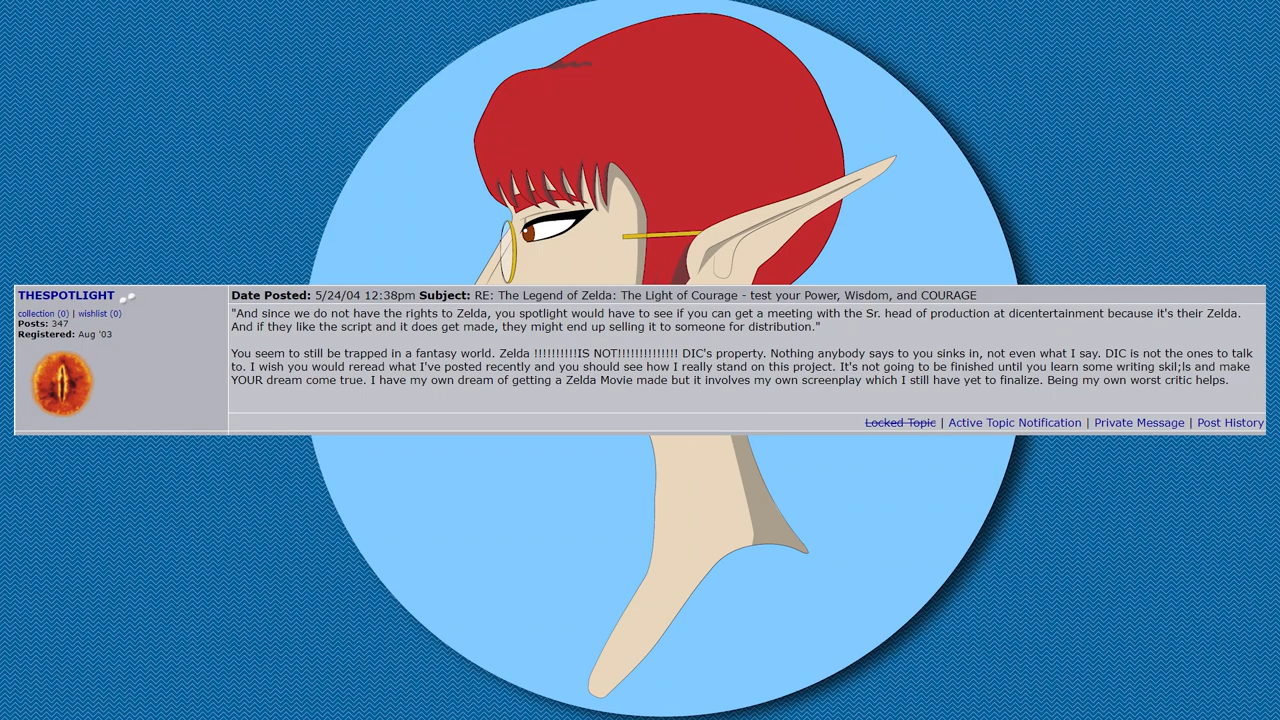 THESPOTLIGHT
collection (0) | wishlist (0)
Posts: 347
Registered: Aug '03
Date Posted: 5/24/04 12:38pm Subject: RE: The Legend of Zelda: The Light of Courage - test your Power, Wisdom, and COURAGE
"And since we do not have the rights to Zelda, you spotlight would have to see if you can get a meeting with the Sr. head of production at dicentertainment because it's their Zelda.
And if they like the script and it does get made, they might end up selling it to someone for distribution."
You seem to still be trapped in a fantasy world. Zelda !!!!!!!!!!IS NOT!!!!!!!!!!!!!! DIC's property. Nothing anybody says to you sinks in, not even what I say. DIC is not the ones to talk
to. I wish you would reread what I've posted recently and you should see how I really stand on this project. It's not going to be finished until you learn some writing skil;ls and make
YOUR dream come true. I have my own dream of getting a Zelda Movie made but it involves my own screenplay which I still have yet to finalize. Being my own worst critic helps.
Locked Topic | Active Topic Notification | Private Message | Post History